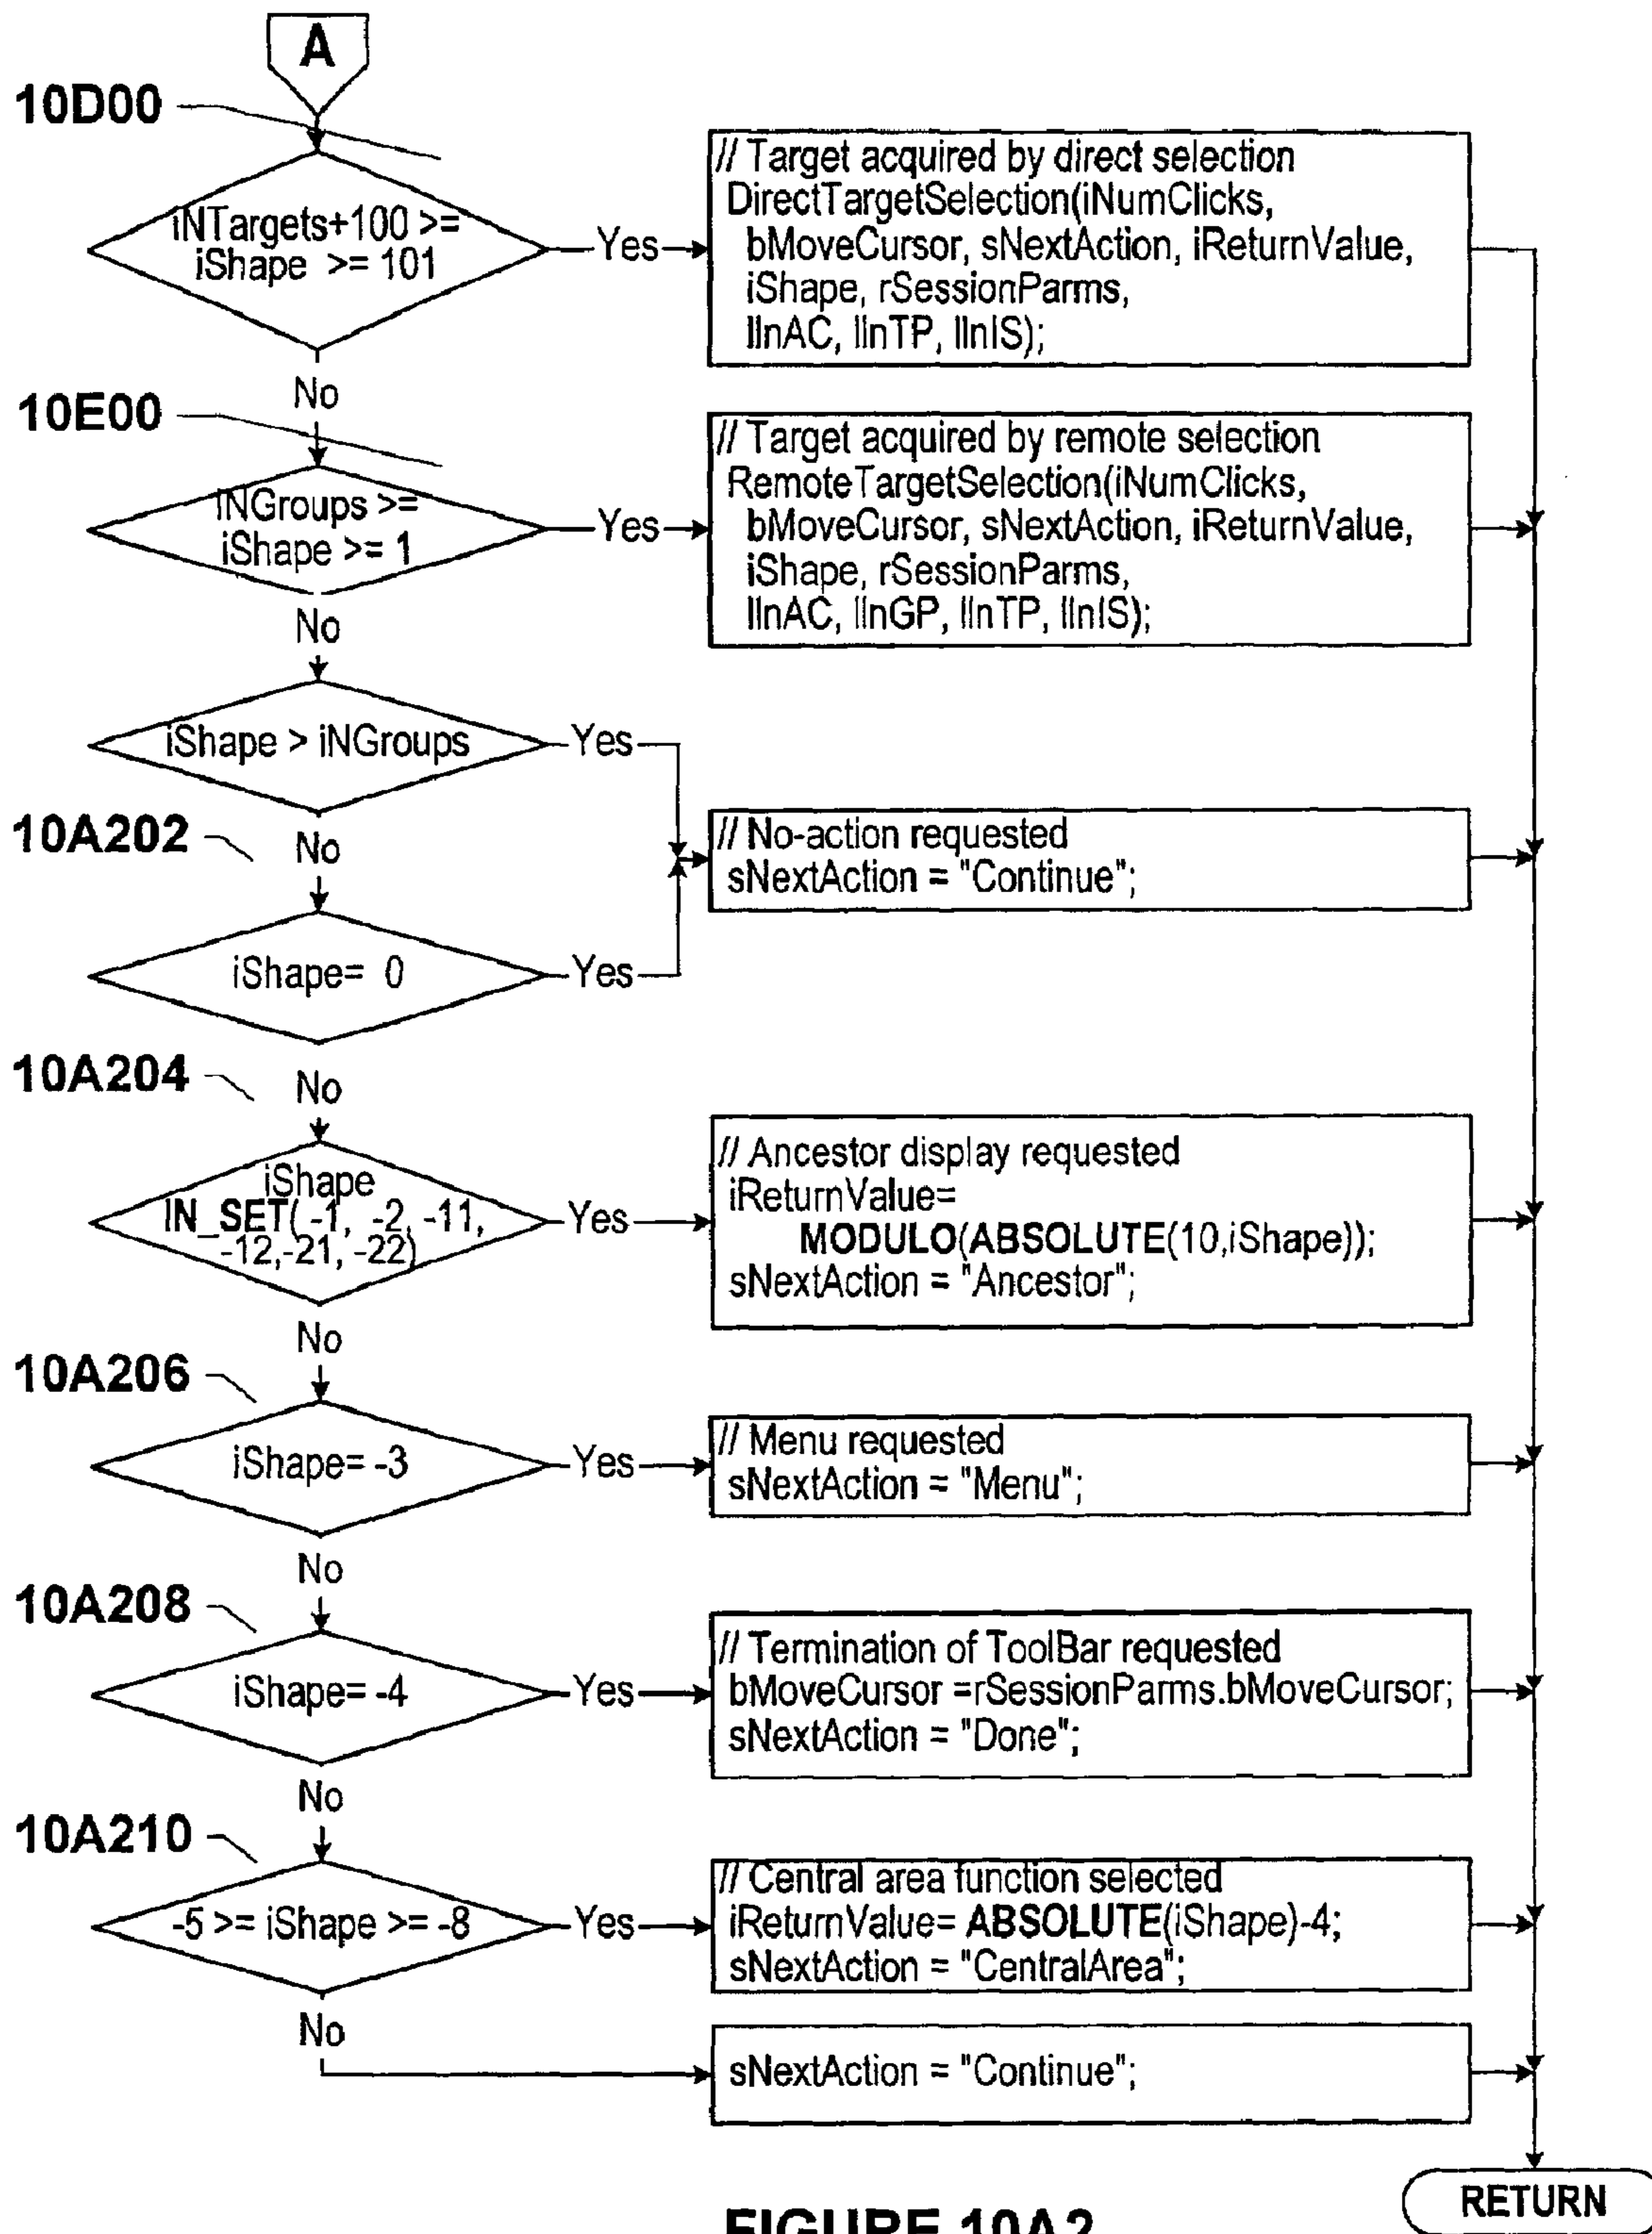 A
10D00
iNTargets+100 >=
iShape >= 101
Yes
// Target acquired by direct selection
DirectTargetSelection(iNumClicks,
bMoveCursor, sNextAction, iReturnValue,
iShape, rSessionParms,
llnAC, llnTP, llnIS);
No
10E00
iNGroups >=
iShape >= 1
Yes
// Target acquired by remote selection
RemoteTargetSelection(iNumClicks,
bMoveCursor, sNextAction, iReturnValue,
iShape, rSessionParms,
llnAC, llnGP, llnTP, llnIS);
No
iShape > iNGroups
Yes
10A202
No
// No-action requested
sNextAction = "Continue";
iShape= 0
Yes
10A204
No
iShape
IN_SET( -1, -2, -11,
-12,-21, -22)
Yes
// Ancestor display requested
iReturnValue=
MODULO(ABSOLUTE(10,iShape));
sNextAction = "Ancestor";
No
10A206
iShape= -3
Yes
// Menu requested
sNextAction = "Menu";
No
10A208
iShape= -4
Yes
// Termination of ToolBar requested
bMoveCursor =rSessionParms.bMoveCursor;
sNextAction = "Done";
No
10A210
-5 >= iShape >= -8
Yes
// Central area function selected
iReturnValue= ABSOLUTE(iShape)-4;
sNextAction = "CentralArea";
No
sNextAction = "Continue";
RETURN
FIGURE 10A2